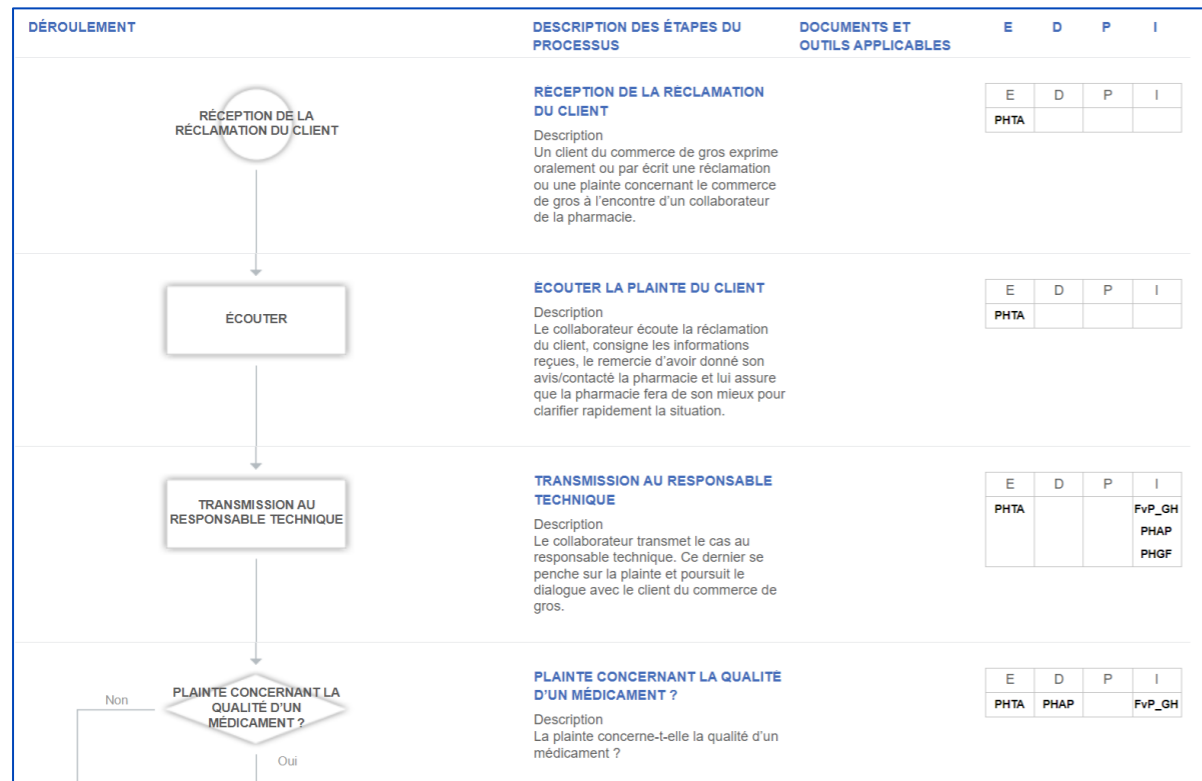 DÉROULEMENT
DESCRIPTION DES ÉTAPES DU
PROCESSUS
DOCUMENTS ET
OUTILS APPLICABLES
E D P I
RÉCEPTION DE LA
RÉCLAMATION DU CLIENT
RÉCEPTION DE LA RÉCLAMATION
DU CLIENT
Description
Un client du commerce de gros exprime
oralement ou par écrit une réclamation
ou une plainte concernant le commerce
de gros à l’encontre d’un collaborateur
de la pharmacie.
E D P I
PHTA
ÉCOUTER
ÉCOUTER LA PLAINTE DU CLIENT
Description
Le collaborateur écoute la réclamation
du client, consigne les informations
reçues, le remercie d’avoir donné son
avis/contacté la pharmacie et lui assure
que la pharmacie fera de son mieux pour
clarifier rapidement la situation.
E D P I
PHTA
TRANSMISSION AU
RESPONSABLE TECHNIQUE
TRANSMISSION AU RESPONSABLE
TECHNIQUE
Description
Le collaborateur transmet le cas au
responsable technique. Ce dernier se
penche sur la plainte et poursuit le
dialogue avec le client du commerce de
gros.
E D P I
PHTA FvP_GH
PHAP
PHGF
Non
PLAINTE CONCERNANT LA
QUALITÉ D’UN
MÉDICAMENT ?
Oui
PLAINTE CONCERNANT LA QUALITÉ
D’UN MÉDICAMENT ?
Description
La plainte concerne-t-elle la qualité d’un
médicament ?
E D P I
PHTA PHAP FvP_GH